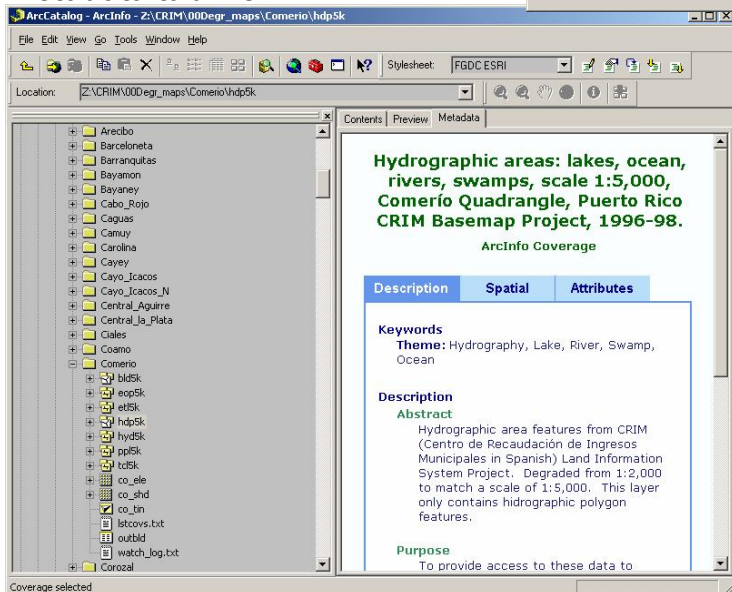 ArcCatalog - ArcInfo - Z:\CRIM\00Degr_maps\Comerio\hdp5k
File Edit View Go Tools Window Help
Stylesheet: FGDC ESRI
Location: Z:\CRIM\00Degr_maps\Comerio\hdp5k
Arecibo
Barceloneta
Barranquitas
Bayamon
Bayaney
Cabo_Rojo
Caguas
Camuy
Carolina
Cayey
Cayo_Icacos
Cayo_Icacos_N
Central_Aguirre
Central_la_Plata
Ciales
Coamo
Comerio
bld5k
eop5k
etl5k
hdp5k
hyd5k
ppl5k
tcl5k
co_ele
co_shd
co_tin
lstcovs.txt
outbld
watch_log.txt
Corozal
Contents Preview Metadata
Hydrographic areas: lakes, ocean,
rivers, swamps, scale 1:5,000,
Comerío Quadrangle, Puerto Rico
CRIM Basemap Project, 1996-98.
ArcInfo Coverage
Description Spatial Attributes
Keywords
Theme: Hydrography, Lake, River, Swamp,
Ocean
Description
Abstract
Hydrographic area features from CRIM
(Centro de Recaudación de Ingresos
Municipales in Spanish) Land Information
System Project. Degraded from 1:2,000
to match a scale of 1:5,000. This layer
only contains hidrographic polygon
features.
Purpose
To provide access to these data to
Coverage selected